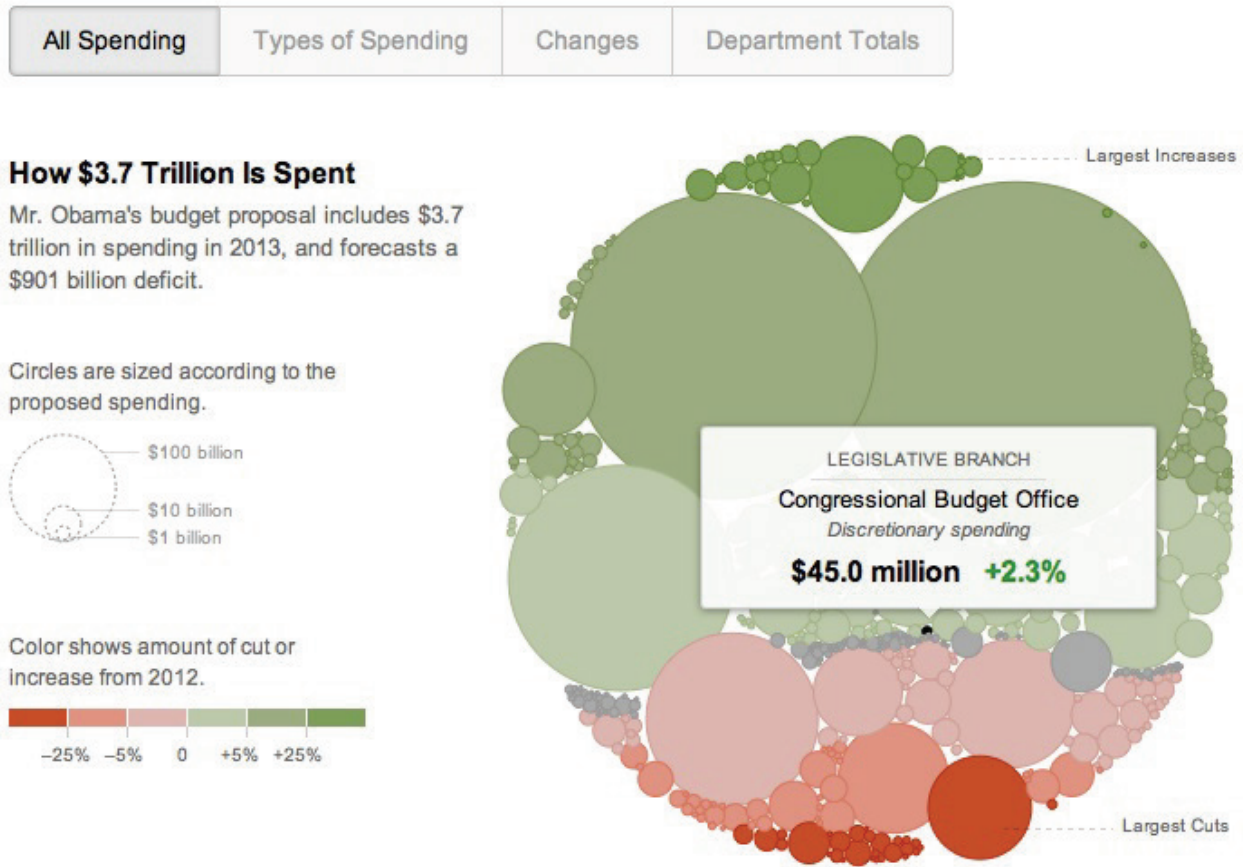 All Spending
Types of Spending
Changes
Department Totals
How $3.7 Trillion Is Spent
Mr. Obama's budget proposal includes $3.7
trillion in spending in 2013, and forecasts a
$901 billion deficit.
Circles are sized according to the
proposed spending.
$100 billion
$10 billion
$1 billion
Color shows amount of cut or
increase from 2012.
–25% –5% 0 +5% +25%
Largest Increases
LEGISLATIVE BRANCH
Congressional Budget Office
Discretionary spending
$45.0 million +2.3%
Largest Cuts